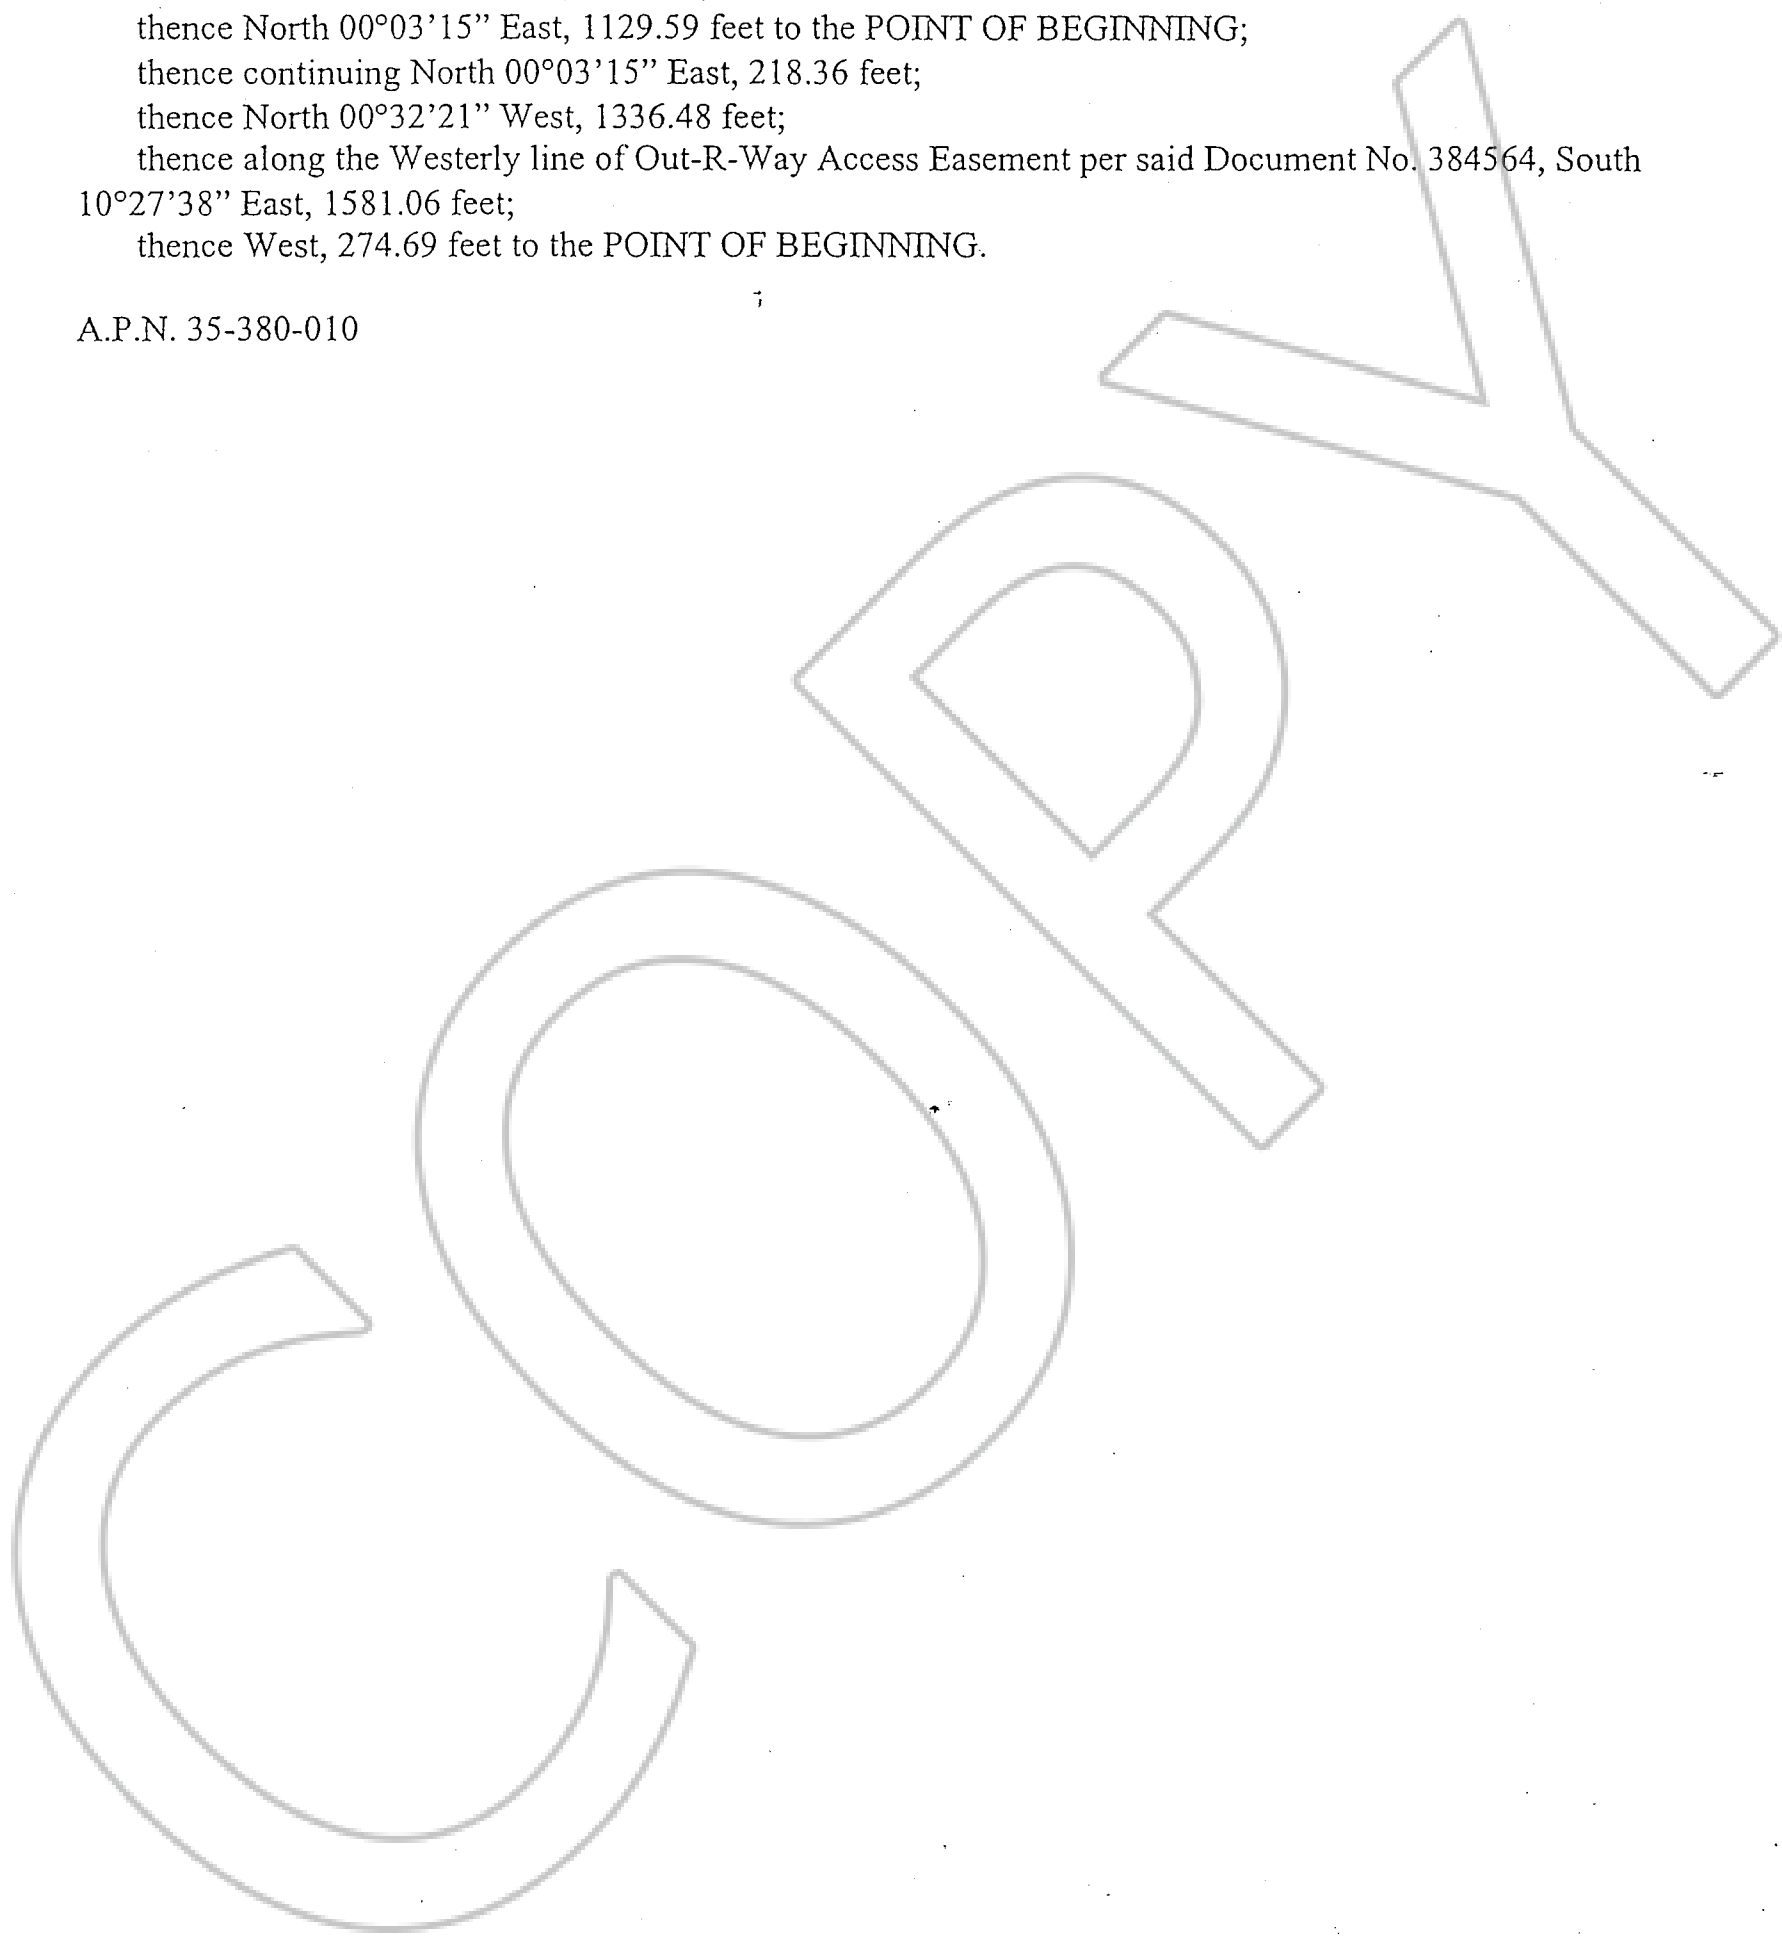 thence North 00°03’15” East, 1129.59 feet to the POINT OF BEGINNING;
thence continuing North 00°03’15” East, 218.36 feet;
thence North 00°32’21” West, 1336.48 feet;
thence along the Westerly line of Out-R-Way Access Easement per said Document No. 384564, South
10°27’38” East, 1581.06 feet;
thence West, 274.69 feet to the POINT OF BEGINNING.
A.P.N. 35-380-010
COPY